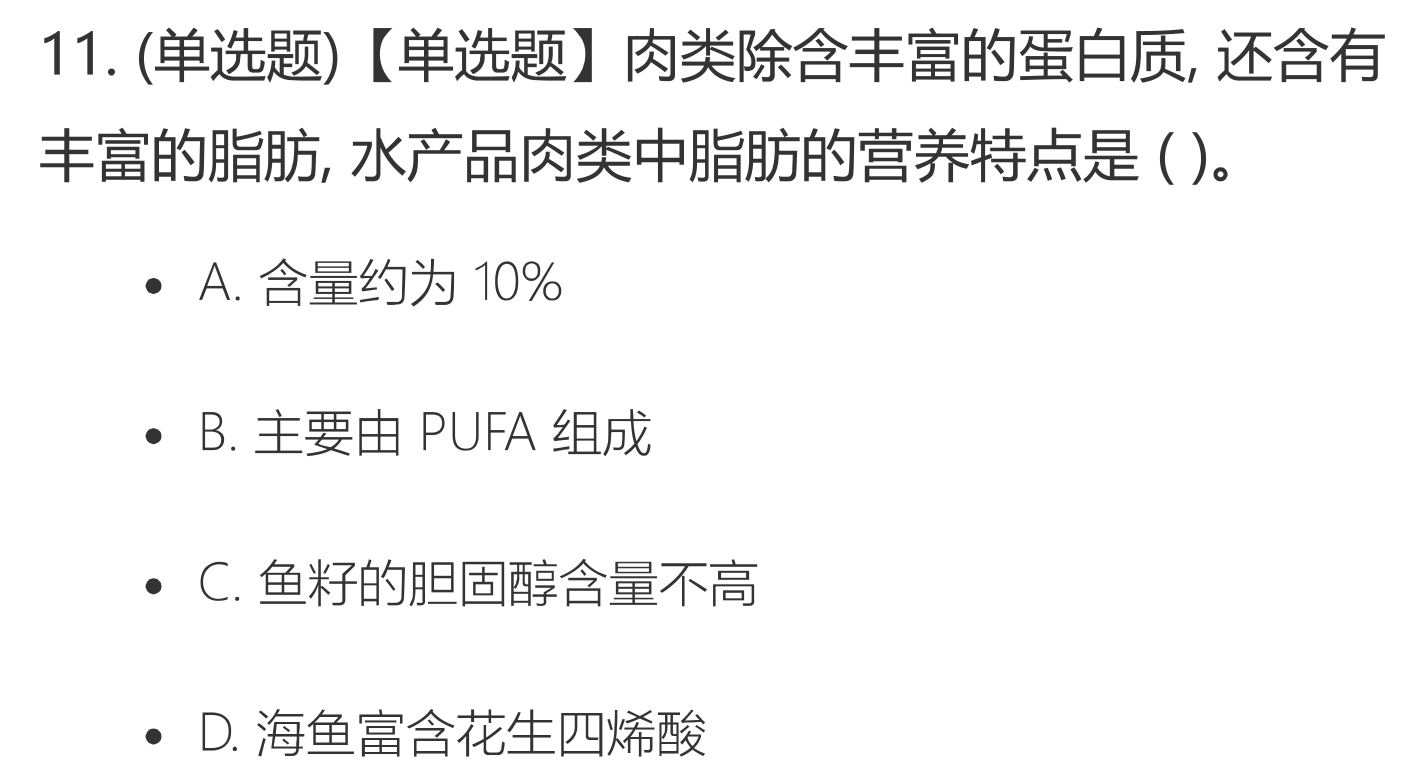 11. (单选题)【单选题】肉类除含丰富的蛋白质, 还含有
丰富的脂肪, 水产品肉类中脂肪的营养特点是 ( )。
• A. 含量约为 10%
• B. 主要由 PUFA 组成
• C. 鱼籽的胆固醇含量不高
• D. 海鱼富含花生四烯酸